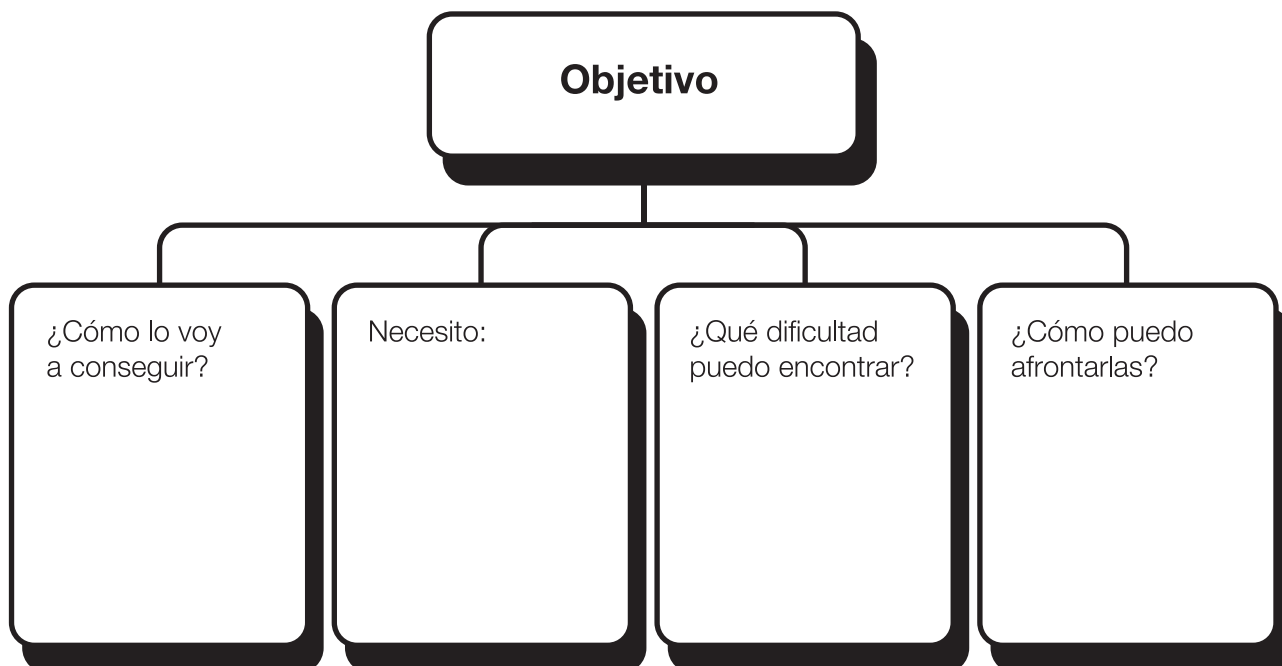 Objetivo
¿Cómo lo voy
a conseguir?
Necesito:
¿Qué dificultad
puedo encontrar?
¿Cómo puedo
afrontarlas?